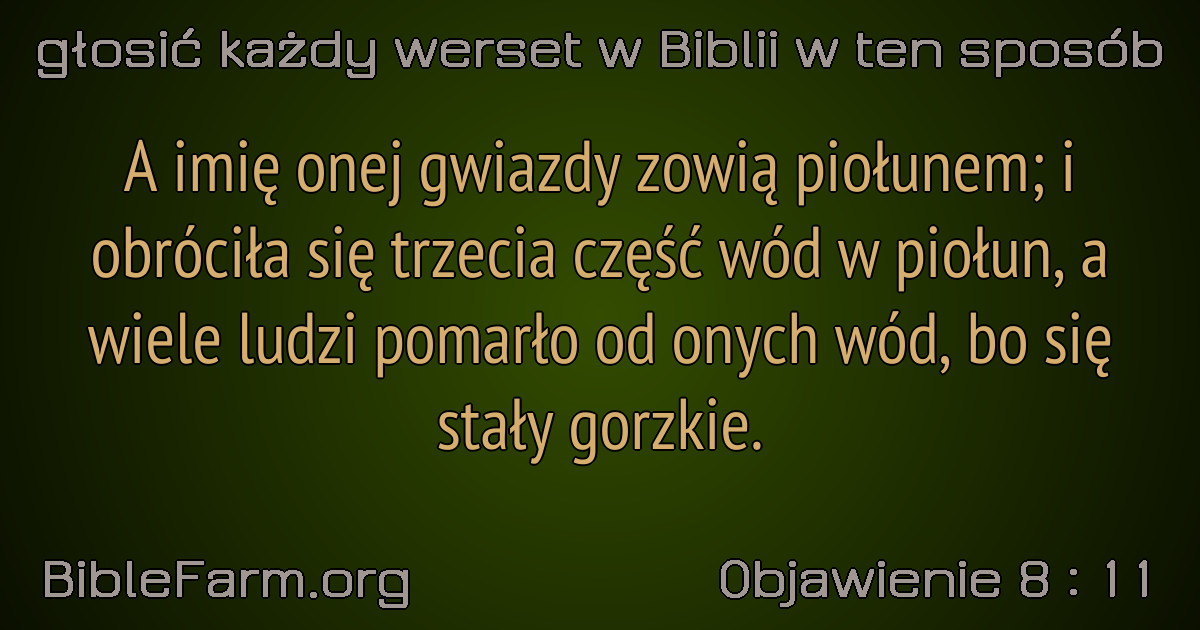 głosić każdy werset w Biblii w ten sposób
A imię onej gwiazdy zowią piołunem; i
obróciła się trzecia część wód w piołun, a
wiele ludzi pomarło od onych wód, bo się
stały gorzkie.
BibleFarm.org
Objawienie 8 : 11